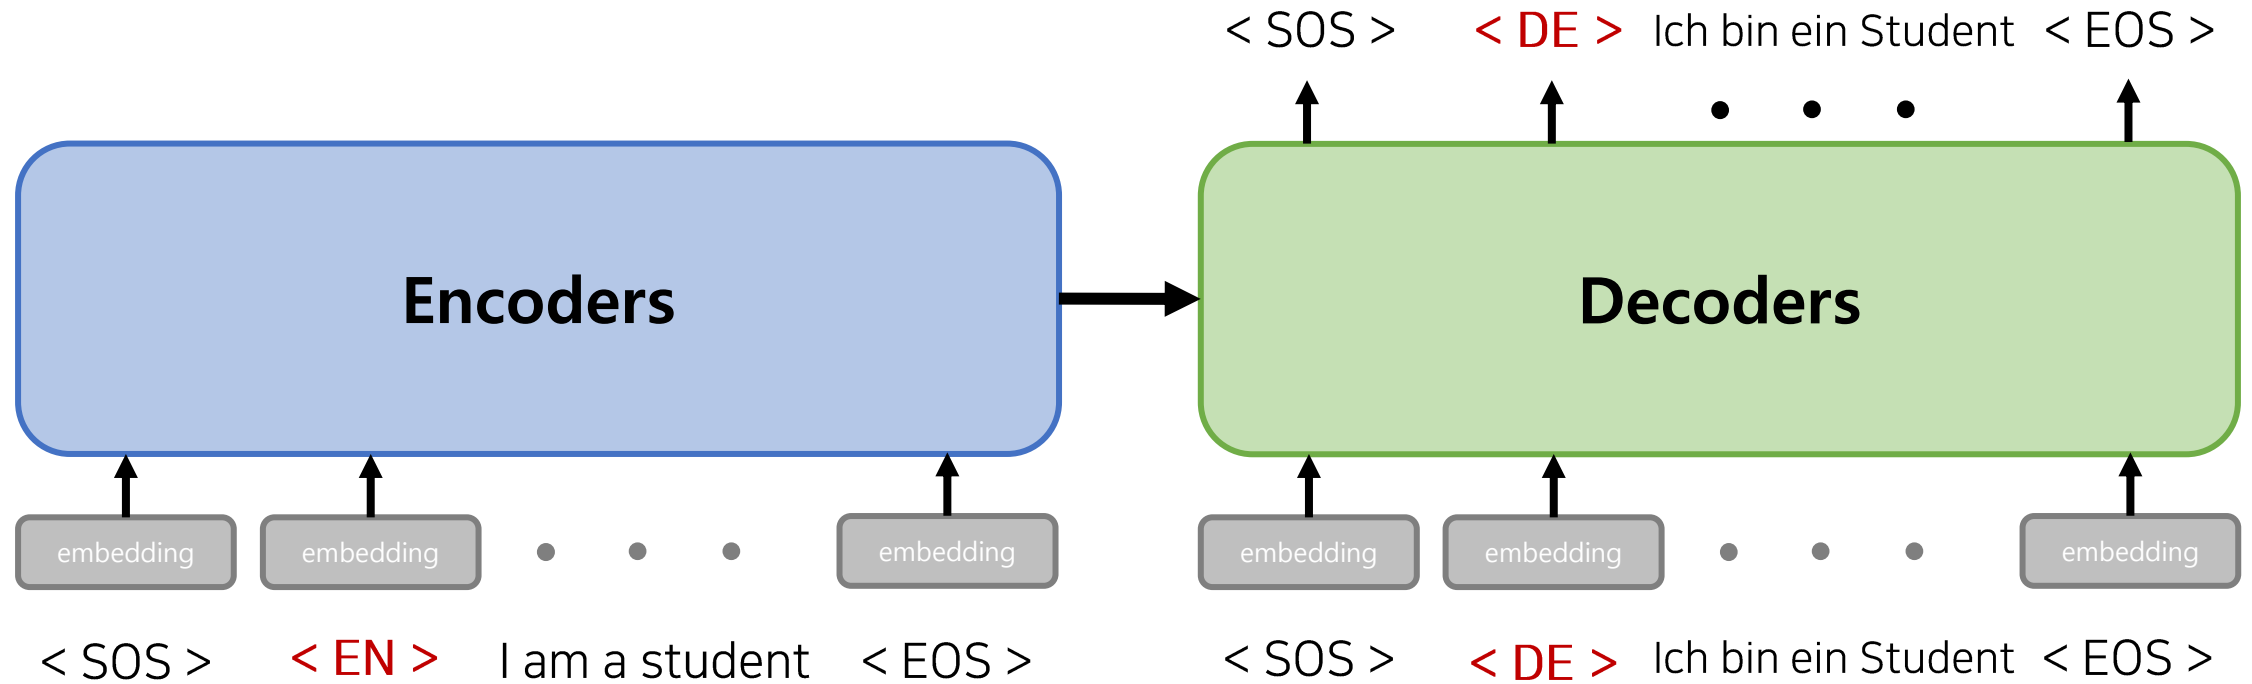 < SOS > < DE > Ich bin ein Student < EOS >
Encoders
Decoders
embedding embedding embedding embedding embedding embedding
< SOS > < EN > I am a student < EOS > < SOS > < DE > Ich bin ein Student < EOS >